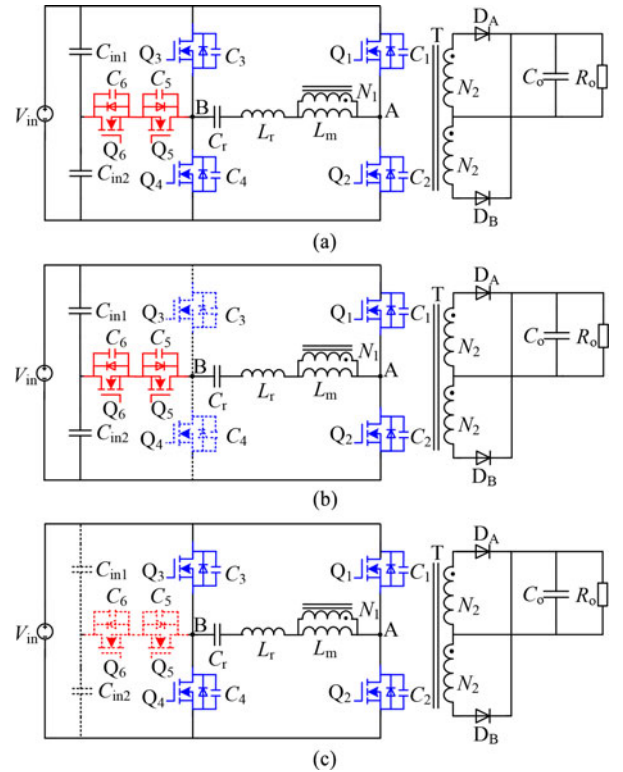 D_A
Q_3 C_3 Q_1 C_1 T
C_in1
C_6 C_5 N_2
C_o R_o
V_in B N_1 A
C_r L_r L_m
Q_6 Q_5
C_in2 Q_4 C_4 Q_2 C_2 N_2
D_B
(a)
D_A
Q_3 C_3 Q_1 C_1 T
C_in1
C_6 C_5 N_2
C_o R_o
V_in B N_1 A
C_r L_r L_m
Q_6 Q_5
C_in2 Q_4 C_4 Q_2 C_2 N_2
D_B
(b)
D_A
Q_3 C_3 Q_1 C_1 T
C_in1
C_6 C_5 N_2
C_o R_o
V_in B N_1 A
C_r L_r L_m
Q_6 Q_5
C_in2 Q_4 C_4 Q_2 C_2 N_2
D_B
(c)